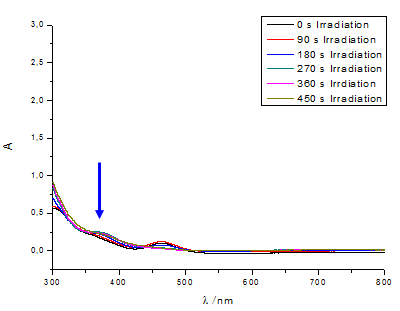 3,0
2,5
2,0
1,5
1,0
0,5
0,0
A
300
400
500
600
700
800
λ /nm
0 s Irradiation
90 s Irradiation
180 s Irradiation
270 s Irradiation
360 s Irrdiation
450 s Irradiation